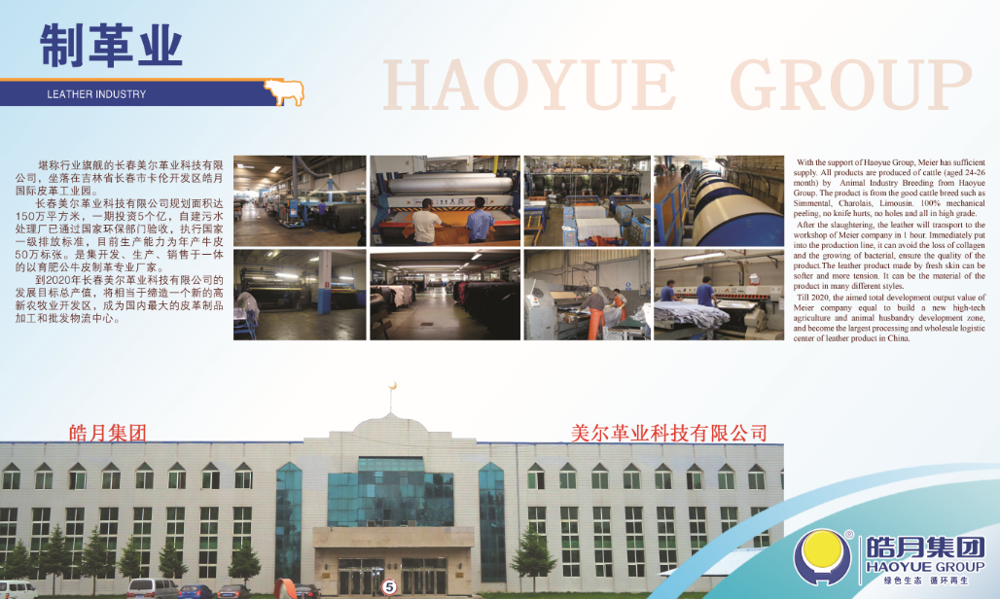 制革业
LEATHER INDUSTRY
HAOYUE GROUP
堪称行业旗舰的长春美尔革业科技有限
公司，坐落在吉林省长春市卡伦开发区皓月
国际皮革工业园。
长春美尔革业科技有限公司规划面积达
150万平方米，一期投资5个亿，自建污水
处理厂已通过国家环保部门验收，执行国家
一级排放标准，目前生产能力为年产牛皮
50万标张。是集开发、生产、销售于一体
的以育肥公牛皮制革专业厂家。
到2020年长春美尔革业科技有限公司的
发展目标总产值，将相当于缔造一个新的高
新农牧业开发区，成为国内最大的皮革制品
加工和批发物流中心。
With the support of Haoyue Group, Meier has sufficient
supply. All products are produced of cattle (aged 24-26
month) by Animal Industry Breeding from Haoyue
Group. The product is from the good cattle breed such as
Simmental, Charolais, Limousin. 100% mechanical
peeling, no knife hurts, no holes and all in high grade.
After the slaughtering, the leather will transport to the
workshop of Meier company in 1 hour. Immediately put
into the production line, it can avoid the loss of collagen
and the growing of bacterial, ensure the quality of the
product.The leather product made by fresh skin can be
softer and more tension. It can be the material of the
product in many different styles.
Till 2020, the aimed total development output value of
Meier company equal to build a new high-tech
agriculture and animal husbandry development zone,
and become the largest processing and wholesale logistic
center of leather product in China.
皓月集团
美尔革业科技有限公司
5
®
皓月集团
HAOYUE GROUP
绿色生态 循环再生